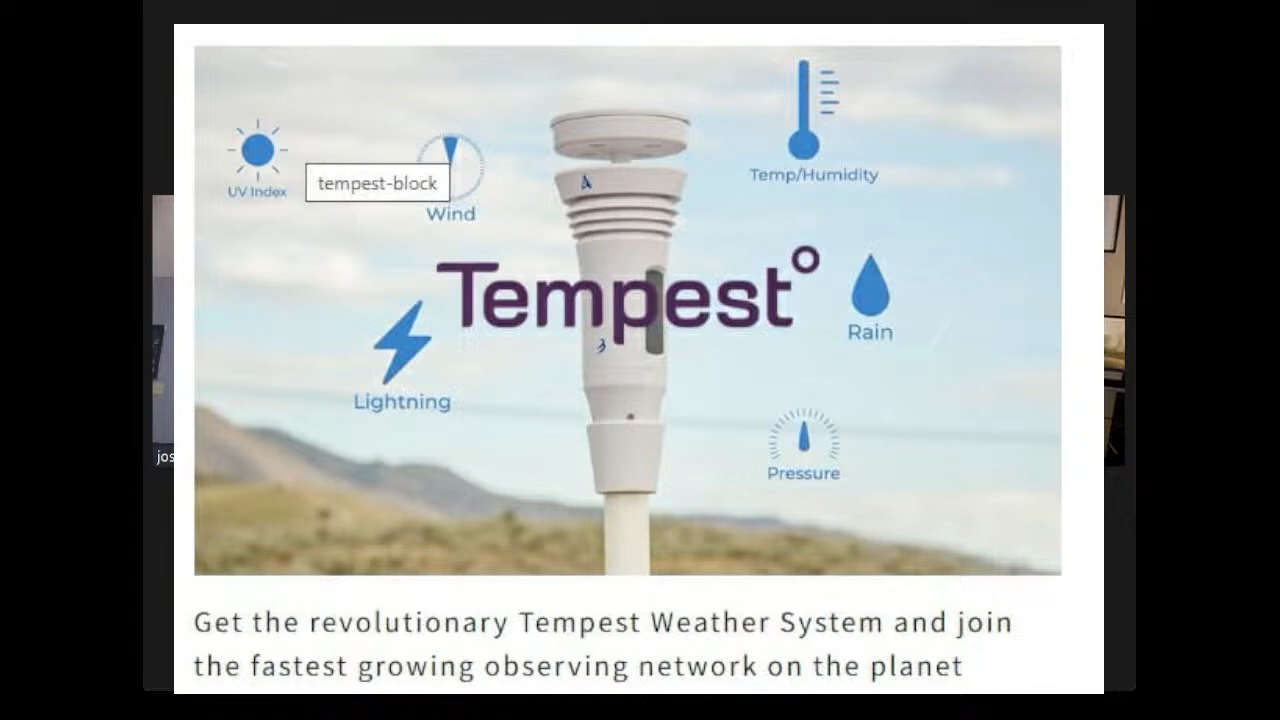 Temp/Humidity
UV Index
tempest-block
Wind
Tempest°
Rain
Lightning
Pressure
jos
Get the revolutionary Tempest Weather System and join
the fastest growing observing network on the planet